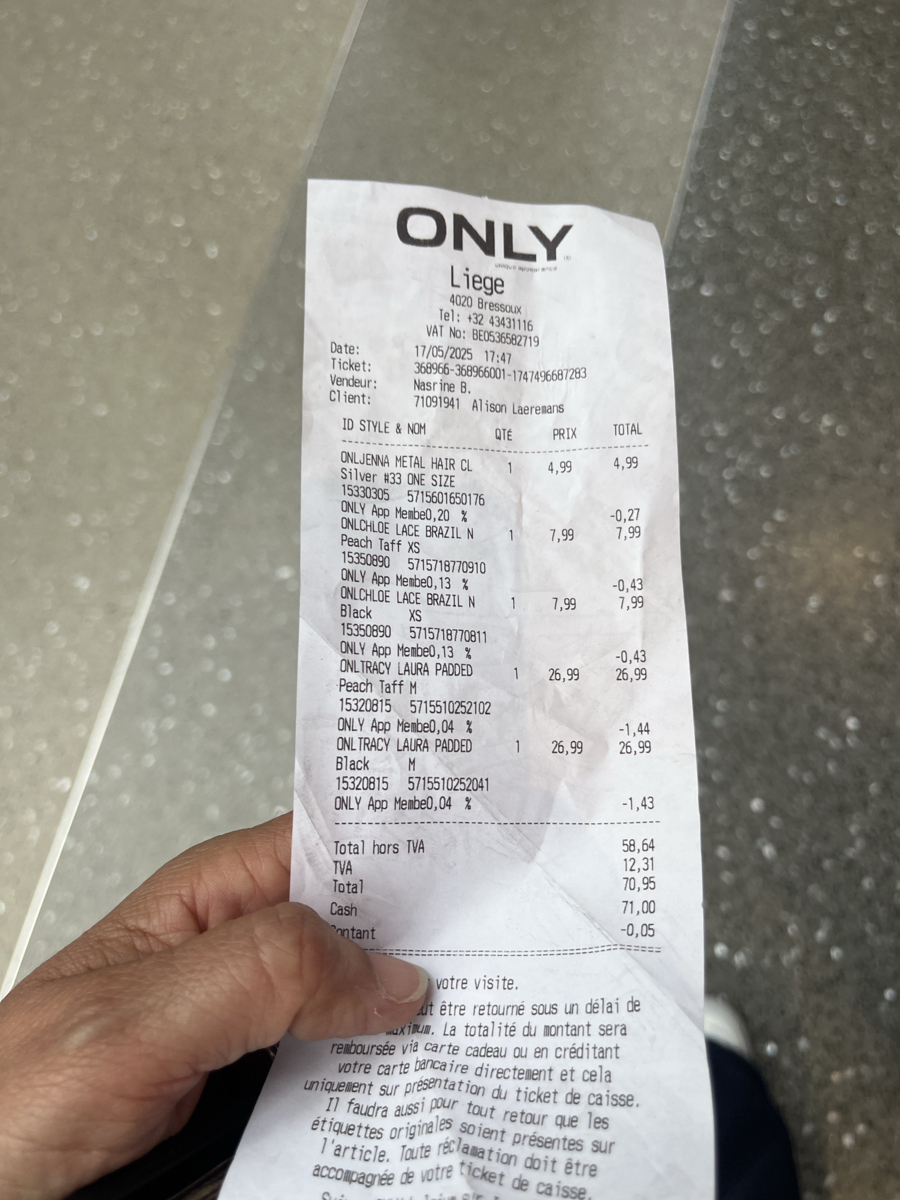 ONLY
unique appearance
Liege
4020 Bressoux
Tel: +32 43431116
VAT No: BE0536582719
Date: 17/05/2025 17:47
Ticket: 368966-368966001-1747496687283
Vendeur: Nasrine B.
Client: 71091941 Alison Laeremans
ID STYLE & NOM QTÉ PRIX TOTAL
ONLJENNA METAL HAIR CL 1 4,99 4,99
Silver #33 ONE SIZE
15330305 5715601650176
ONLY App Membe0,20 % -0,27
ONLCHLOE LACE BRAZIL N 1 7,99 7,99
Peach Taff XS
15350890 5715718770910
ONLY App Membe0,13 % -0,43
ONLCHLOE LACE BRAZIL N 1 7,99 7,99
Black XS
15350890 5715718770811
ONLY App Membe0,13 % -0,43
ONLTRACY LAURA PADDED 1 26,99 26,99
Peach Taff M
15320815 5715510252102
ONLY App Membe0,04 % -1,44
ONLTRACY LAURA PADDED 1 26,99 26,99
Black M
15320815 5715510252041
ONLY App Membe0,04 % -1,43
Total hors TVA 58,64
TVA 12,31
Total 70,95
Cash 71,00
ontant -0,05
votre visite.
ut être retourné sous un délai de
maximum. La totalité du montant sera
remboursée via carte cadeau ou en créditant
votre carte bancaire directement et cela
uniquement sur présentation du ticket de caisse.
Il faudra aussi pour tout retour que les
étiquettes originales soient présentes sur
l'article. Toute réclamation doit être
accompagnée de votre ticket de caisse.